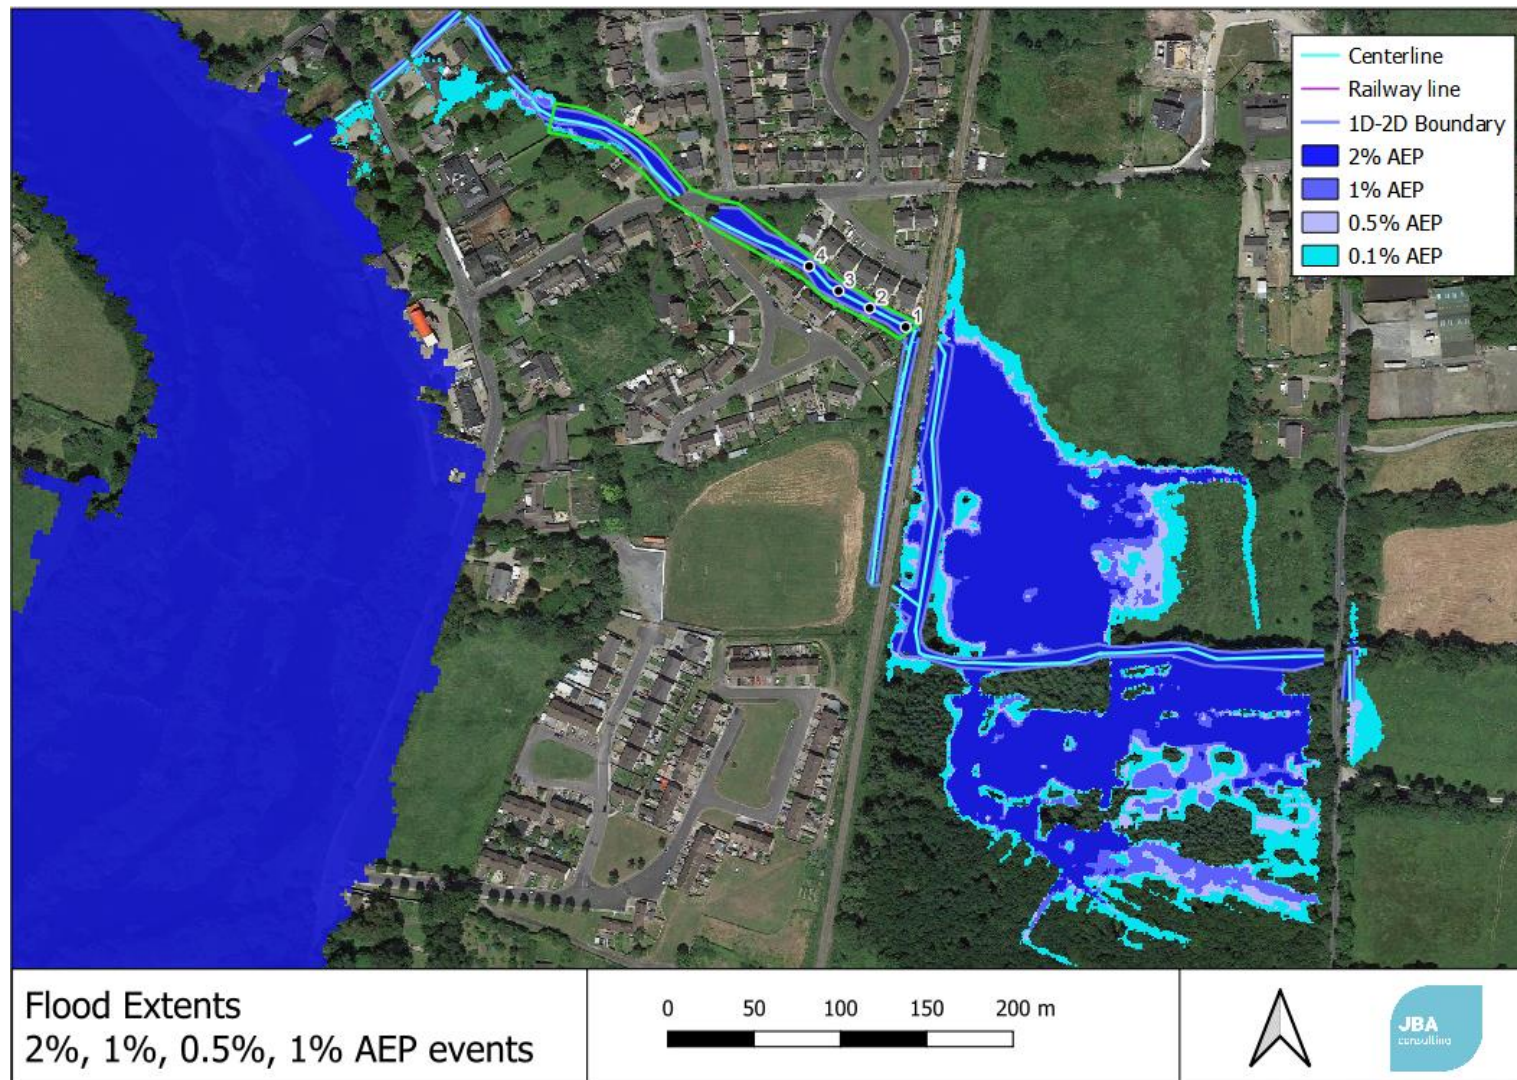 Centerline
Railway line
1D-2D Boundary
2% AEP
1% AEP
0.5% AEP
0.1% AEP
4
3
2
1
Flood Extents
2%, 1%, 0.5%, 1% AEP events
0 50 100 150 200 m
JBA
consulting